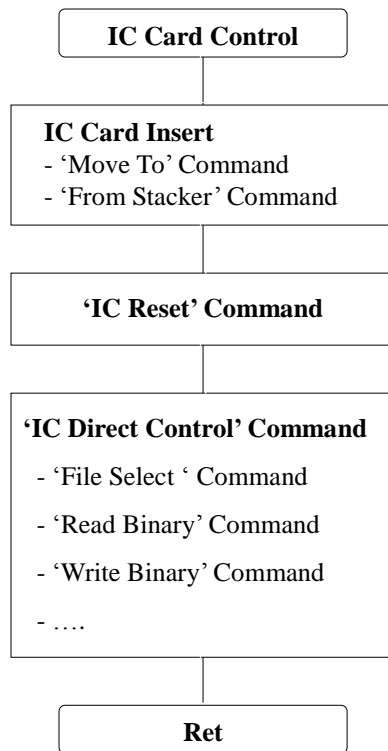 IC Card Control
IC Card Insert
- ‘Move To’ Command
- ‘From Stacker’ Command
‘IC Reset’ Command
‘IC Direct Control’ Command
- ‘File Select ‘ Command
- ‘Read Binary’ Command
- ‘Write Binary’ Command
- ….
Ret